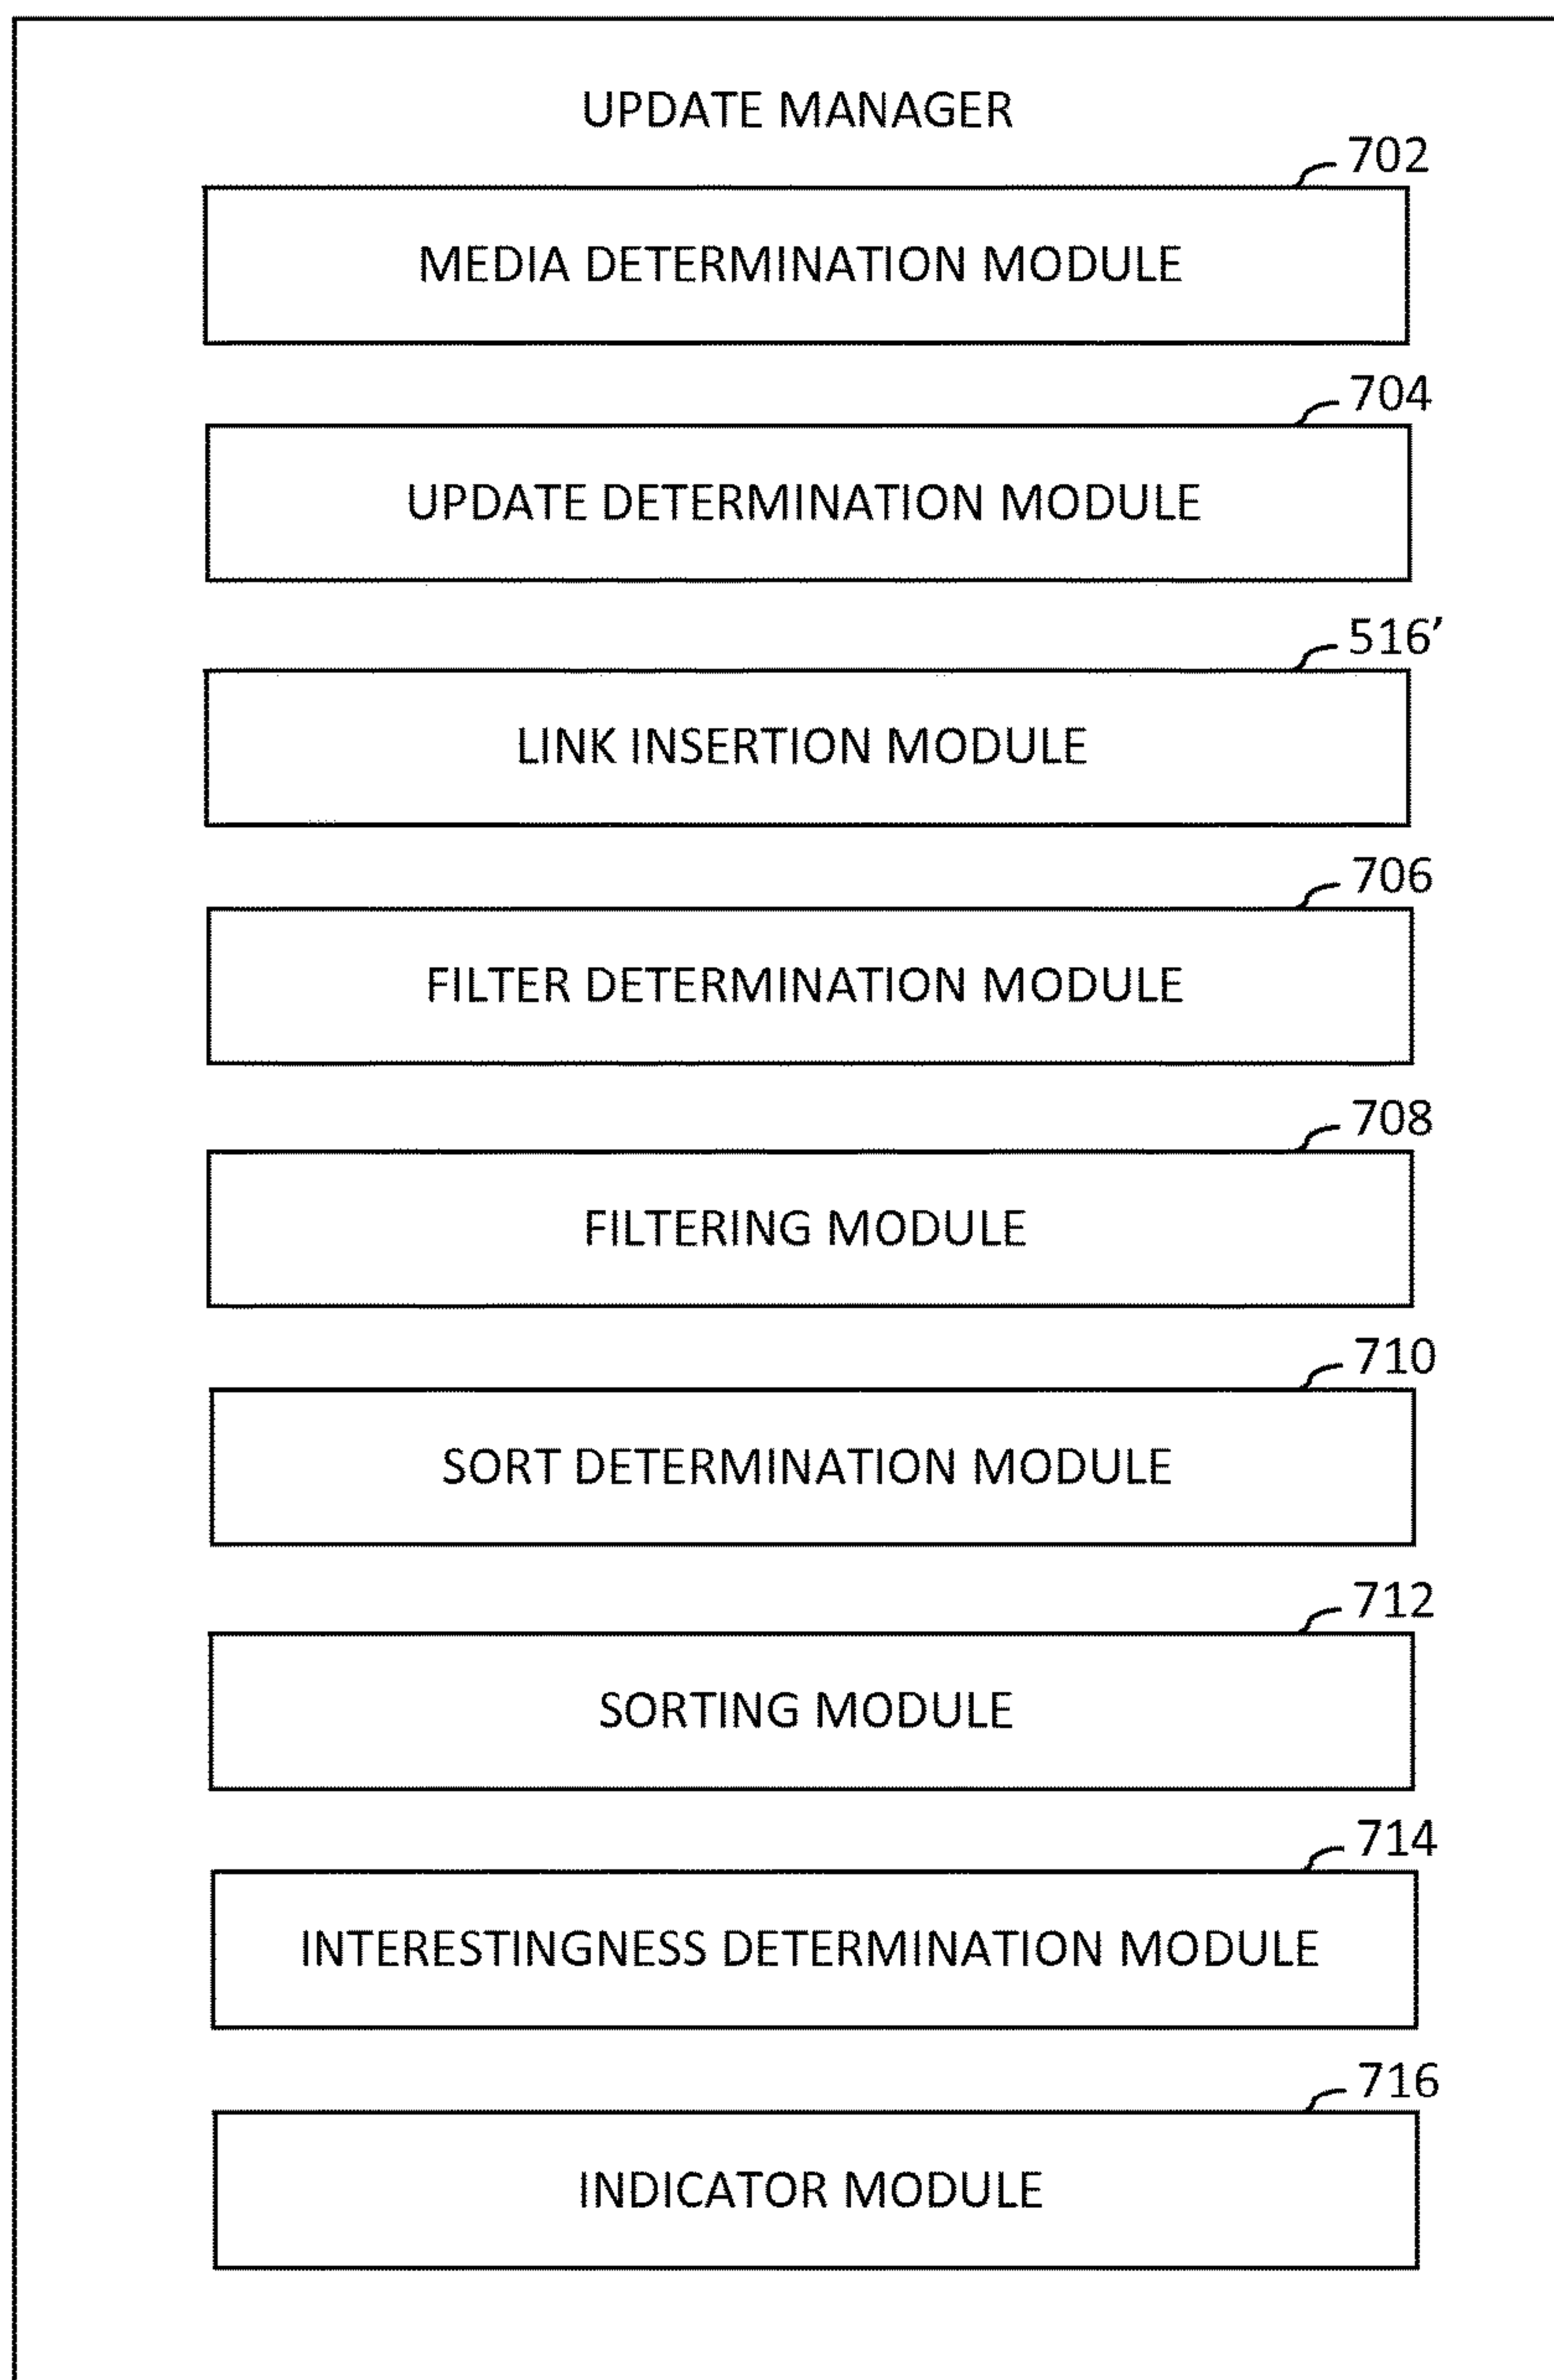 UPDATE MANAGER
702
MEDIA DETERMINATION MODULE
704
UPDATE DETERMINATION MODULE
516’
LINK INSERTION MODULE
706
FILTER DETERMINATION MODULE
708
FILTERING MODULE
710
SORT DETERMINATION MODULE
712
SORTING MODULE
714
INTERESTINGNESS DETERMINATION MODULE
716
INDICATOR MODULE